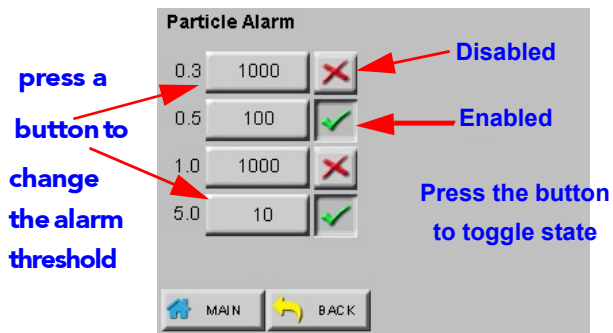 Particle Alarm
press a
button to
change
the alarm
threshold
0.3 1000
0.5 100
1.0 1000
5.0 10
Disabled
Enabled
Press the button
to toggle state
MAIN BACK